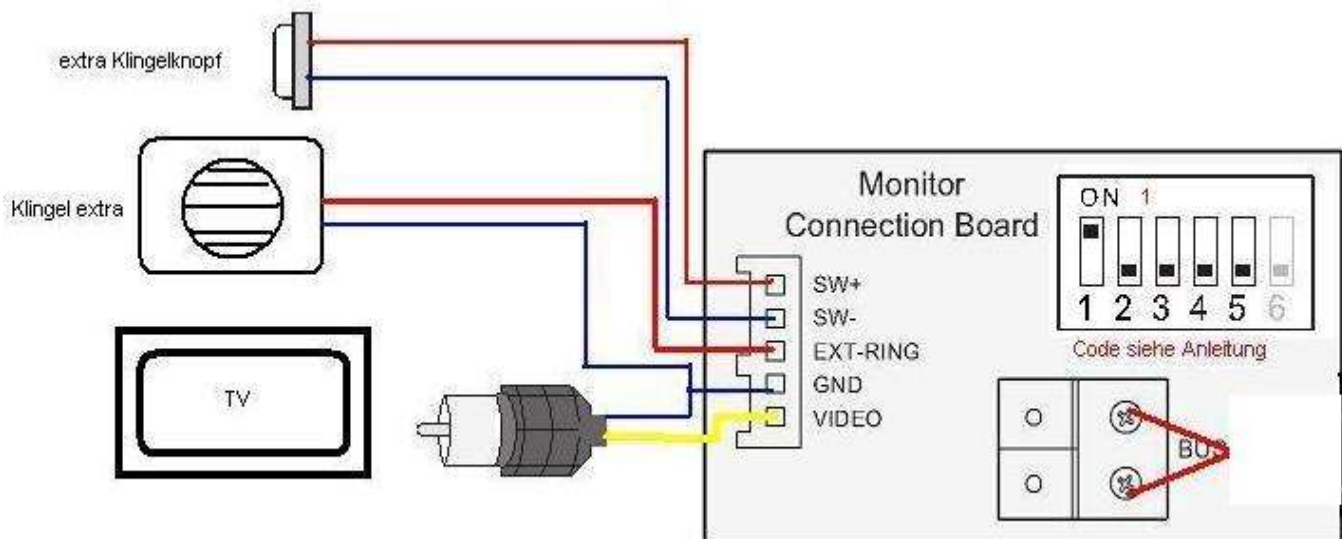 extra Klingelknopf
Klingel extra
TV
Monitor
Connection Board
ON 1
1 2 3 4 5 6
Code siehe Anleitung
SW+
SW-
EXT-RING
GND
VIDEO
O
O
BUS